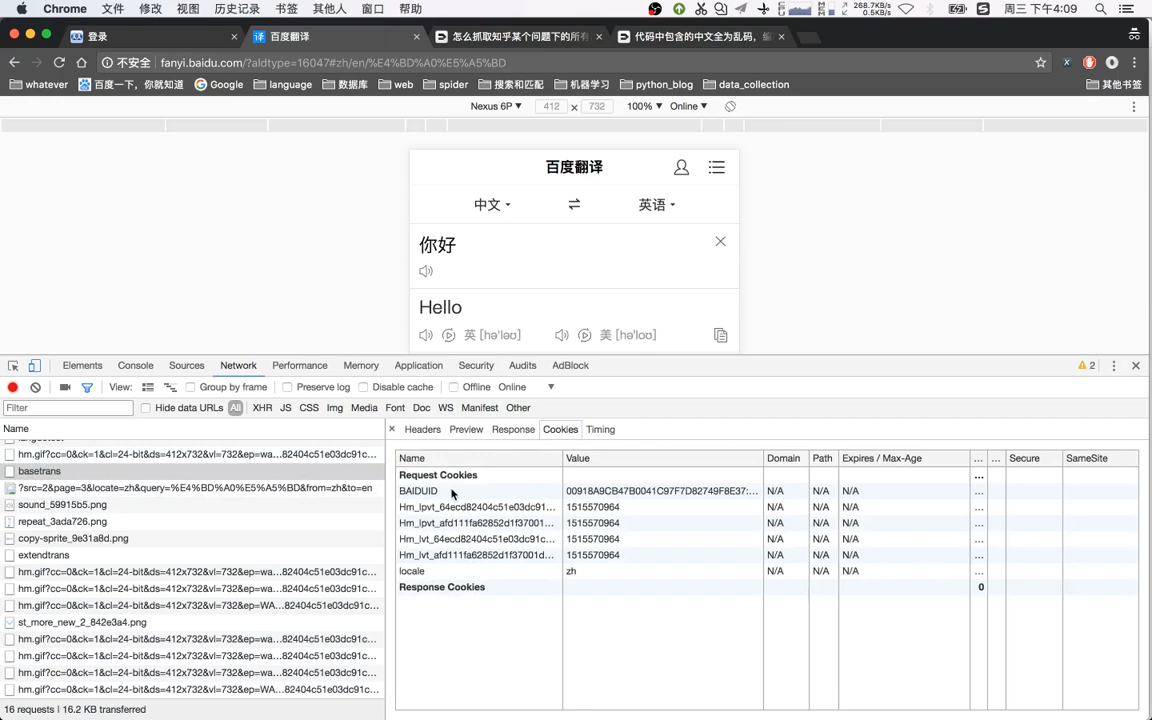 Chrome 文件 修改 视图 历史记录 书签 其他人 窗口 帮助 268.7KB/s 0.5KB/s 周三 下午4:09
登录 百度翻译 怎么抓取知乎某个问题下的所有 代码中包含的中文全为乱码，编
不安全 fanyi.baidu.com/?aldtype=16047#zh/en/%E4%BD%A0%E5%A5%BD
whatever 百度一下，你就知道 Google language 数据库 web spider 搜索和匹配 机器学习 python_blog data_collection 其他书签
Nexus 6P 412 × 732 100% Online
百度翻译
中文 英语
你好
Hello
英 [hə'ləʊ] 美 [hə'loʊ]
Elements Console Sources Network Performance Memory Application Security Audits AdBlock 2
View: Group by frame Preserve log Disable cache Offline Online
Filter Hide data URLs All XHR JS CSS Img Media Font Doc WS Manifest Other
Name
Headers Preview Response Cookies Timing
hm.gif?cc=0&ck=1&cl=24-bit&ds=412x732&vl=732&ep=wa...82404c51e03dc91c...
basetrans
?src=2&page=3&locate=zh&query=%E4%BD%A0%E5%A5%BD&from=zh&to=en
sound_59915b5.png
repeat_3ada726.png
copy-sprite_9e31a8d.png
extendtrans
hm.gif?cc=0&ck=1&cl=24-bit&ds=412x732&vl=732&ep=wa...82404c51e03dc91c...
hm.gif?cc=0&ck=1&cl=24-bit&ds=412x732&vl=732&ep=wa...82404c51e03dc91c...
hm.gif?cc=0&ck=1&cl=24-bit&ds=412x732&vl=732&ep=WA...82404c51e03dc91c...
st_more_new_2_842e3a4.png
hm.gif?cc=0&ck=1&cl=24-bit&ds=412x732&vl=732&ep=wa...82404c51e03dc91c...
hm.gif?cc=0&ck=1&cl=24-bit&ds=412x732&vl=732&ep=wa...82404c51e03dc91c...
hm.gif?cc=0&ck=1&cl=24-bit&ds=412x732&vl=732&ep=wa...82404c51e03dc91c...
hm.gif?cc=0&ck=1&cl=24-bit&ds=412x732&vl=732&ep=WA...82404c51e03dc91c...
16 requests | 16.2 KB transferred
Name Value Domain Path Expires / Max-Age ... ... Secure SameSite
Request Cookies ...
BAIDUID 00918A9CB47B0041C97F7D82749F8E37:... N/A N/A N/A ...
Hm_lpvt_64ecd82404c51e03dc91c... 1515570964 N/A N/A N/A ...
Hm_lpvt_afd111fa62852d1f37001... 1515570964 N/A N/A N/A ...
Hm_lvt_64ecd82404c51e03dc91c... 1515570964 N/A N/A N/A ...
Hm_lvt_afd111fa62852d1f37001d... 1515570964 N/A N/A N/A ...
locale zh N/A N/A N/A ...
Response Cookies 0